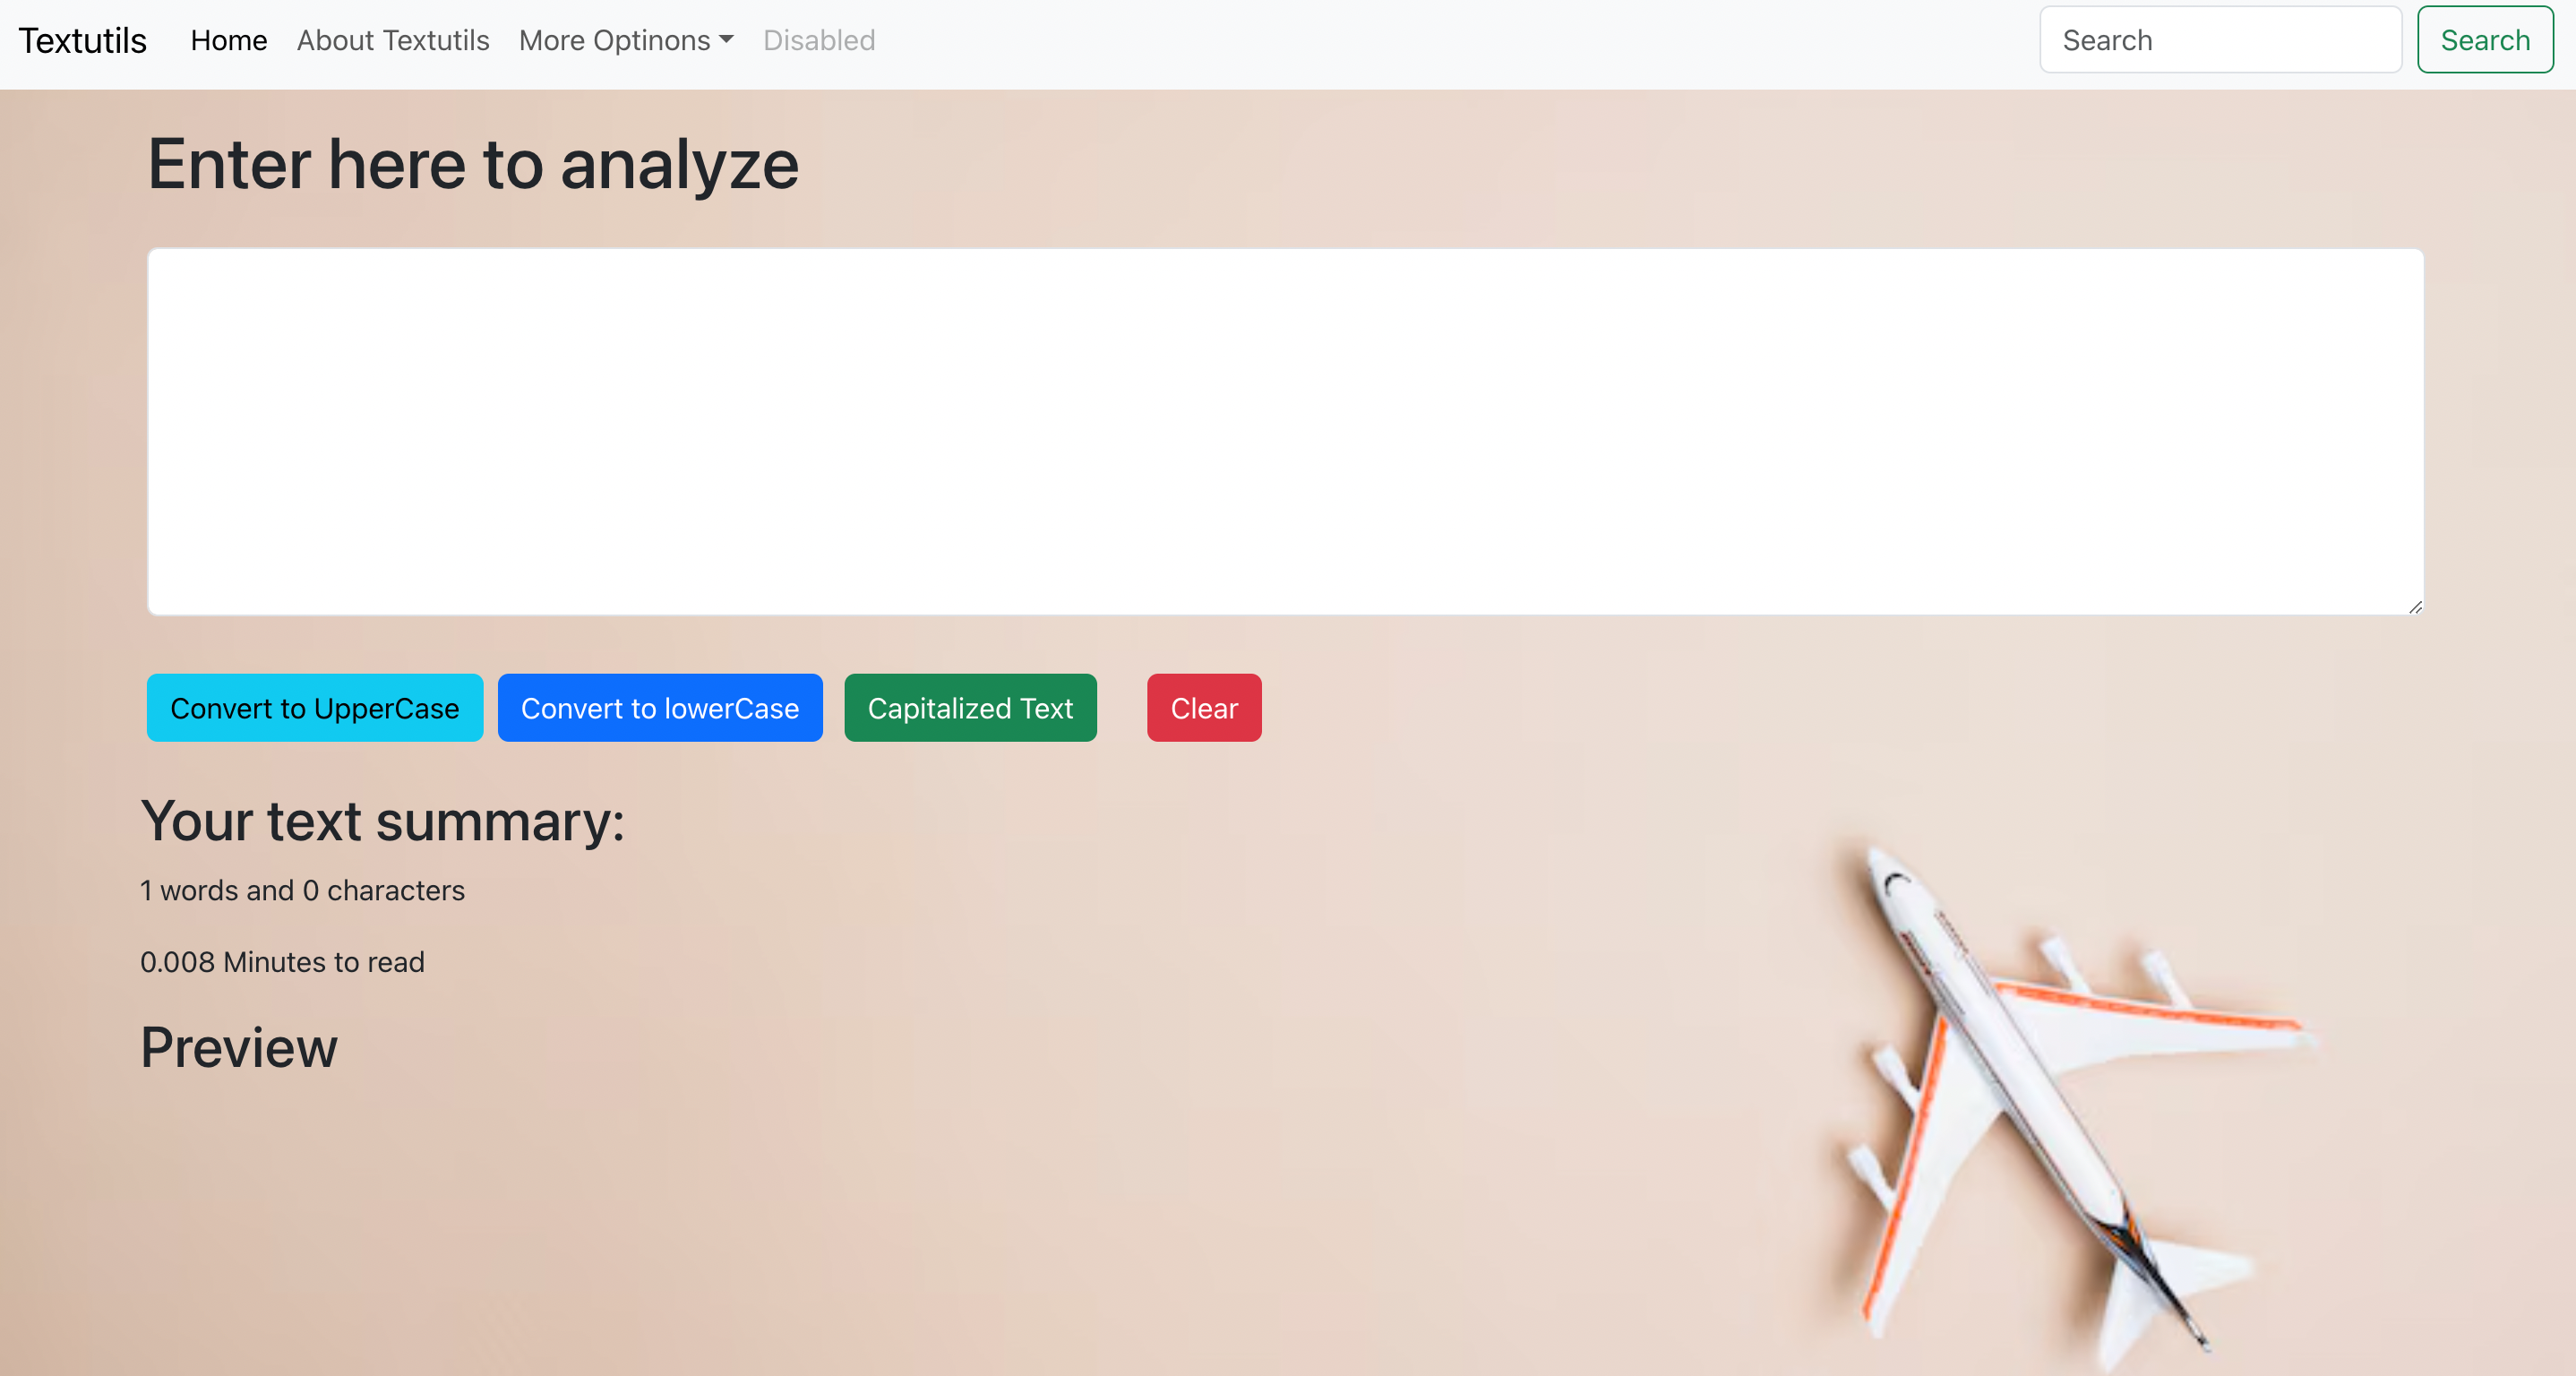 Textutils Home About Textutils More Optinons Disabled Search Search
Enter here to analyze
Convert to UpperCase Convert to lowerCase Capitalized Text Clear
Your text summary:
1 words and 0 characters
0.008 Minutes to read
Preview